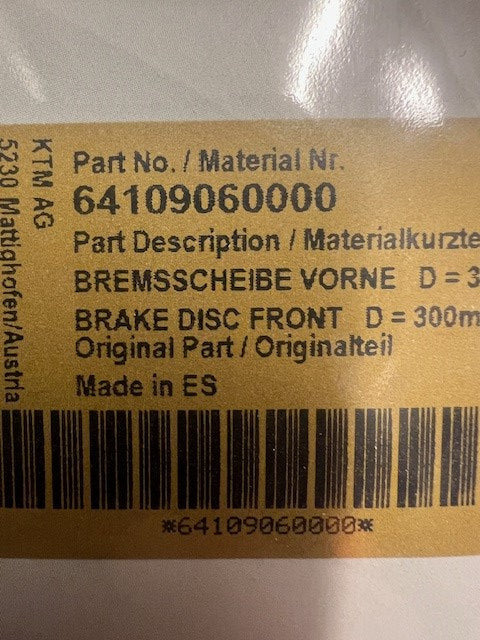 KTM AG
5230 Mattighofen/Austria
Part No. / Material Nr.
64109060000
Part Description / Materialkurzte
BREMSSCHEIBE VORNE D = 3
BRAKE DISC FRONT D = 300m
Original Part / Originalteil
Made in ES
*64109060000*